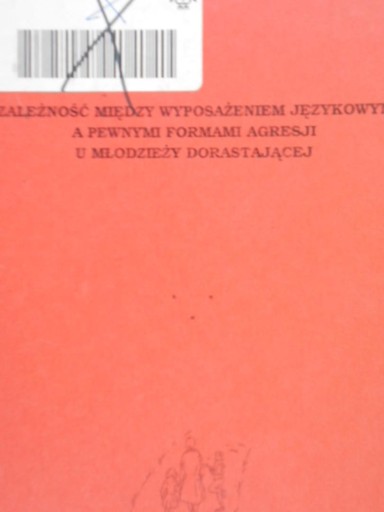 ZALEŻNOŚĆ MIĘDZY WYPOSAŻENIEM JĘZYKOWY
A PEWNYMI FORMAMI AGRESJI
U MŁODZIEŻY DORASTAJĄCEJ